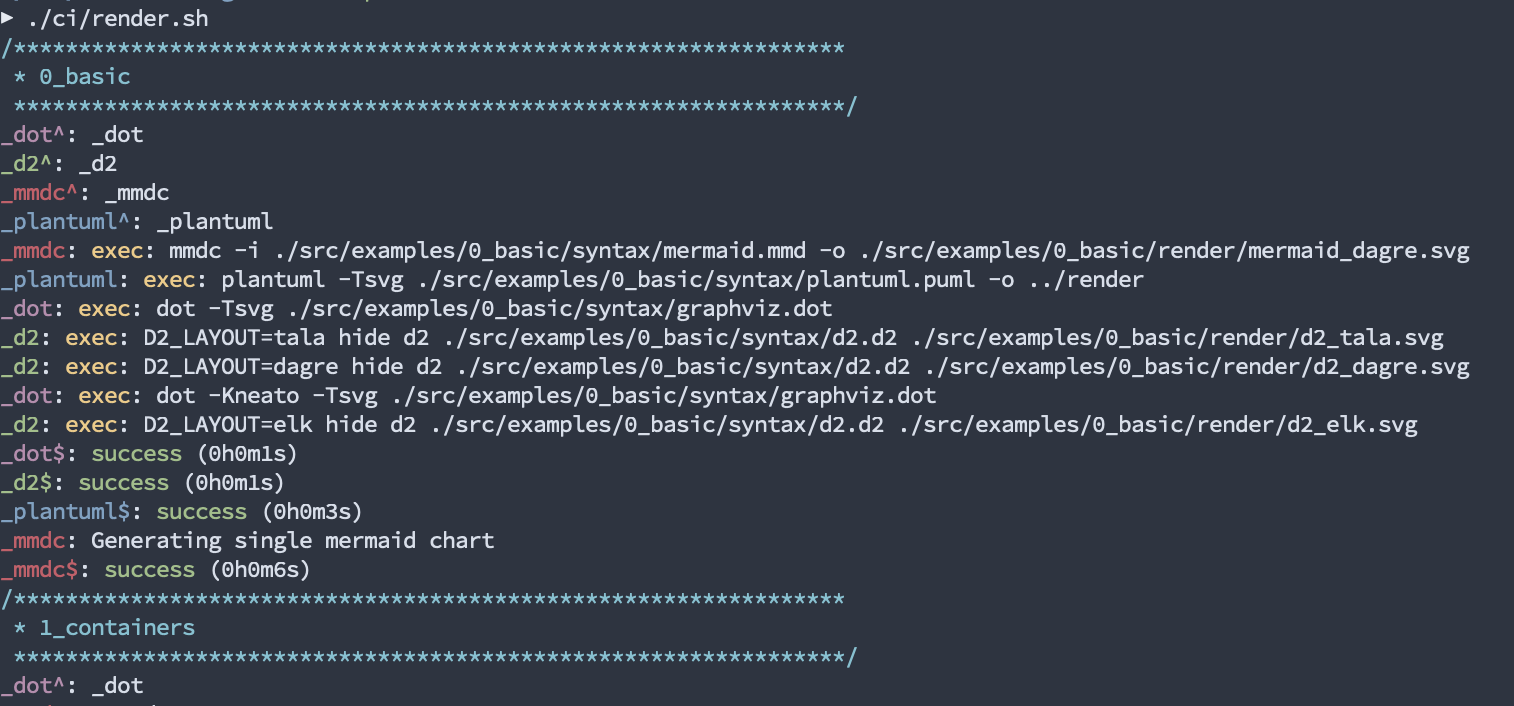 ▶ ./ci/render.sh
/****************************************************************
 * 0_basic
 ****************************************************************/
_dot^: _dot
_d2^: _d2
_mmdc^: _mmdc
_plantuml^: _plantuml
_mmdc: exec: mmdc -i ./src/examples/0_basic/syntax/mermaid.mmd -o ./src/examples/0_basic/render/mermaid_dagre.svg
_plantuml: exec: plantuml -Tsvg ./src/examples/0_basic/syntax/plantuml.puml -o ../render
_dot: exec: dot -Tsvg ./src/examples/0_basic/syntax/graphviz.dot
_d2: exec: D2_LAYOUT=tala hide d2 ./src/examples/0_basic/syntax/d2.d2 ./src/examples/0_basic/render/d2_tala.svg
_d2: exec: D2_LAYOUT=dagre hide d2 ./src/examples/0_basic/syntax/d2.d2 ./src/examples/0_basic/render/d2_dagre.svg
_dot: exec: dot -Kneato -Tsvg ./src/examples/0_basic/syntax/graphviz.dot
_d2: exec: D2_LAYOUT=elk hide d2 ./src/examples/0_basic/syntax/d2.d2 ./src/examples/0_basic/render/d2_elk.svg
_dot$: success (0h0m1s)
_d2$: success (0h0m1s)
_plantuml$: success (0h0m3s)
_mmdc: Generating single mermaid chart
_mmdc$: success (0h0m6s)
/****************************************************************
 * 1_containers
 ****************************************************************/
_dot^: _dot